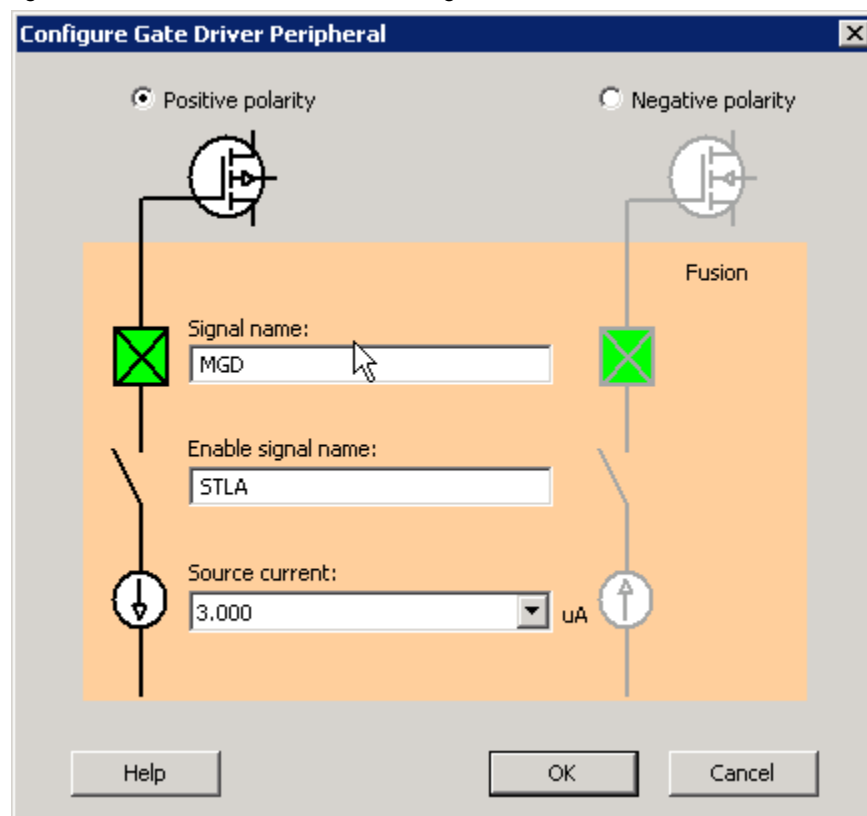 Configure Gate Driver Peripheral
Positive polarity
Negative polarity
Fusion
Signal name:
MGD
Enable signal name:
STLA
Source current:
3.000
uA
Help
OK
Cancel